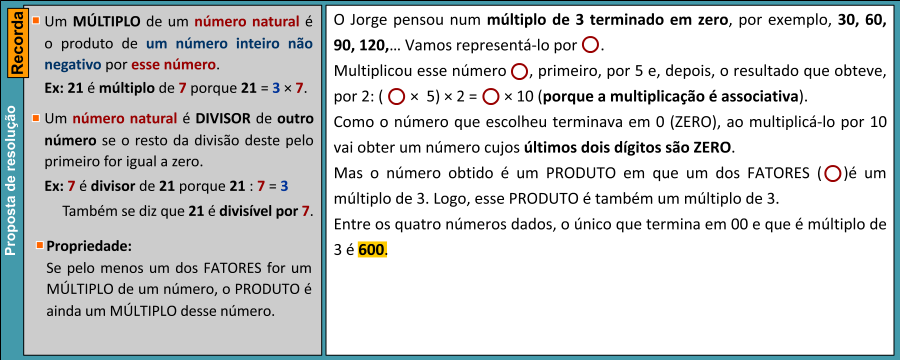 Recorda
Proposta de resolução
Um MÚLTIPLO de um número natural é
o produto de um número inteiro não
negativo por esse número.
Ex: 21 é múltiplo de 7 porque 21 = 3 × 7.
Um número natural é DIVISOR de outro
número se o resto da divisão deste pelo
primeiro for igual a zero.
Ex: 7 é divisor de 21 porque 21 : 7 = 3
Também se diz que 21 é divisível por 7.
Propriedade:
Se pelo menos um dos FATORES for um
MÚLTIPLO de um número, o PRODUTO é
ainda um MÚLTIPLO desse número.
O Jorge pensou num múltiplo de 3 terminado em zero, por exemplo, 30, 60,
90, 120,... Vamos representá-lo por ◯.
Multiplicou esse número ◯, primeiro, por 5 e, depois, o resultado que obteve,
por 2: ( ◯ × 5) × 2 = ◯ × 10 (porque a multiplicação é associativa).
Como o número que escolheu terminava em 0 (ZERO), ao multiplicá-lo por 10
vai obter um número cujos últimos dois dígitos são ZERO.
Mas o número obtido é um PRODUTO em que um dos FATORES (◯)é um
múltiplo de 3. Logo, esse PRODUTO é também um múltiplo de 3.
Entre os quatro números dados, o único que termina em 00 e que é múltiplo de
3 é 600.